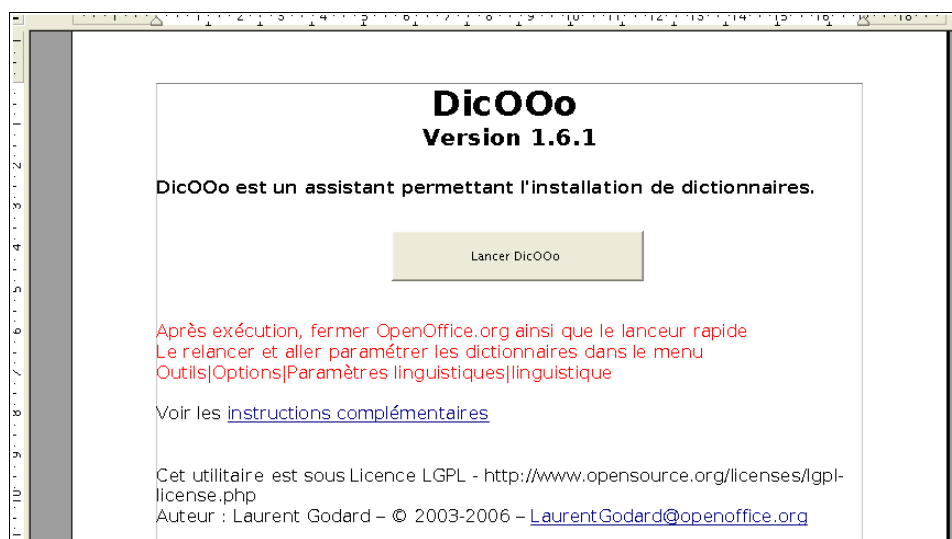 DicOOo
Version 1.6.1
DicOOo est un assistant permettant l'installation de dictionnaires.
Lancer DicOOo
Après exécution, fermer OpenOffice.org ainsi que le lanceur rapide
Le relancer et aller paramétrer les dictionnaires dans le menu
Outils|Options|Paramètres linguistiques|linguistique
Voir les instructions complémentaires
Cet utilitaire est sous Licence LGPL - http://www.opensource.org/licenses/lgpl-
license.php
Auteur : Laurent Godard – © 2003-2006 – LaurentGodard@openoffice.org